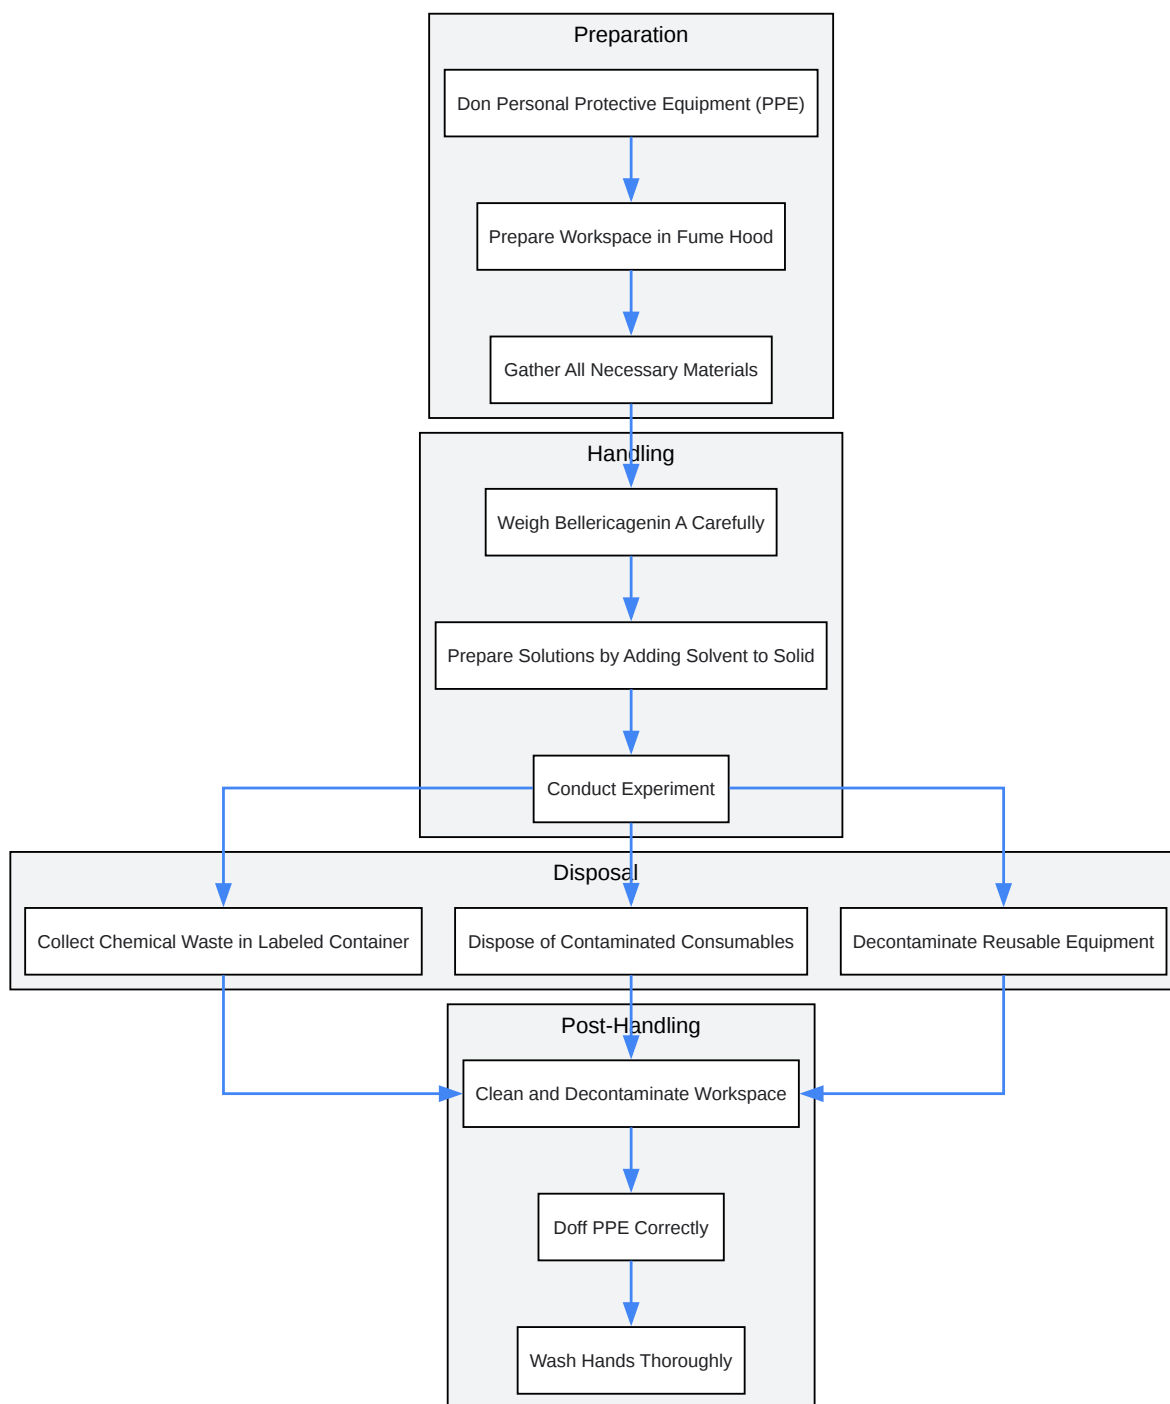 Preparation
Don Personal Protective Equipment (PPE)
Prepare Workspace in Fume Hood
Gather All Necessary Materials
Handling
Weigh Bellericagenin A Carefully
Prepare Solutions by Adding Solvent to Solid
Conduct Experiment
Disposal
Collect Chemical Waste in Labeled Container
Dispose of Contaminated Consumables
Decontaminate Reusable Equipment
Post-Handling
Clean and Decontaminate Workspace
Doff PPE Correctly
Wash Hands Thoroughly